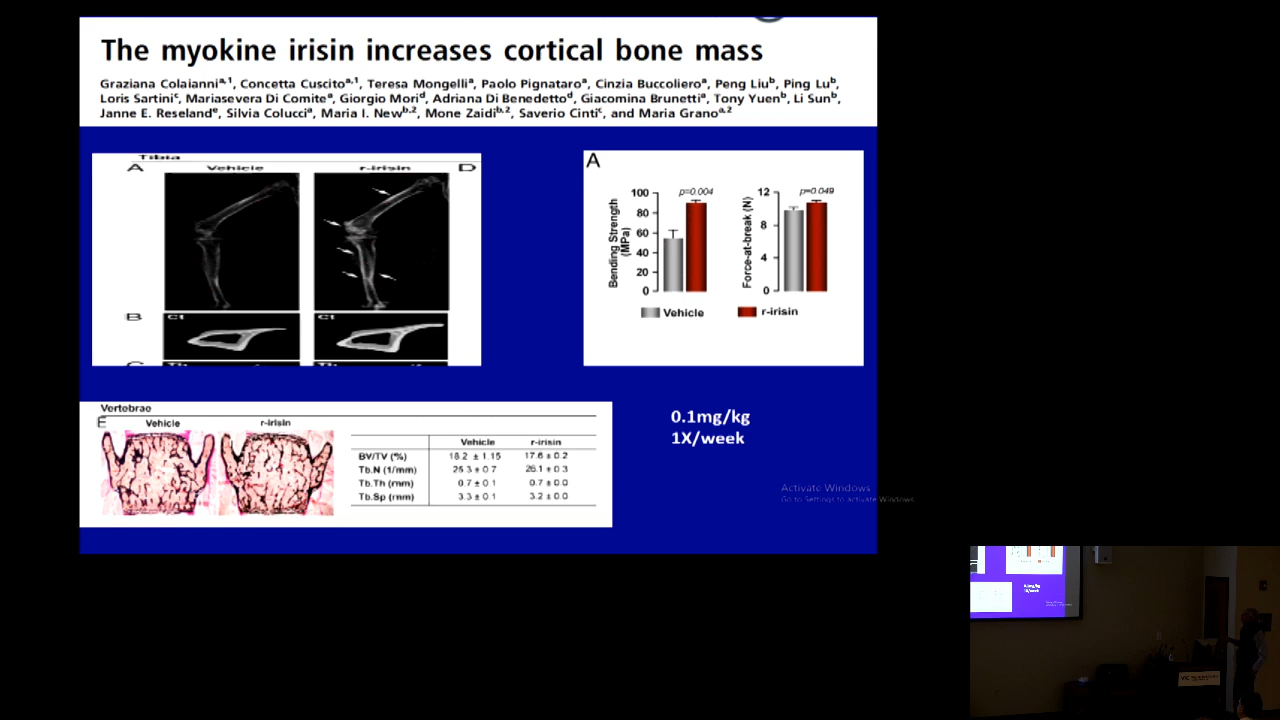 The myokine irisin increases cortical bone mass
Graziana Colaianni a,1, Concetta Cuscito a,1, Teresa Mongelli a, Paolo Pignataro a, Cinzia Buccoliero a, Peng Liu b, Ping Lu b,
Loris Sartini c, Mariasevera Di Comite a, Giorgio Mori d, Adriana Di Benedetto d, Giacomina Brunetti a, Tony Yuen b, Li Sun b,
Janne E. Reseland e, Silvia Colucci a, Maria I. New b,2, Mone Zaidi b,2, Saverio Cinti c, and Maria Grano a,2
Tibia
A Vehicle r-irisin D
B Ct Ct
A
100 p=0.004
80
60
40
20
0
Bending Strength (MPa)
12 p=0.049
8
4
0
Force-at-break (N)
Vehicle r-irisin
Vertebrae
E Vehicle r-irisin
Vehicle r-irisin
BV/TV (%) 18.2 ± 1.15 17.6 ± 0.2
Tb.N (1/mm) 25.3 ± 0.7 26.1 ± 0.3
Tb.Th (mm) 0.7 ± 0.1 0.7 ± 0.0
Tb.Sp (mm) 3.3 ± 0.1 3.2 ± 0.0
0.1mg/kg
1X/week
Activate Windows
Go to Settings to activate Windows.